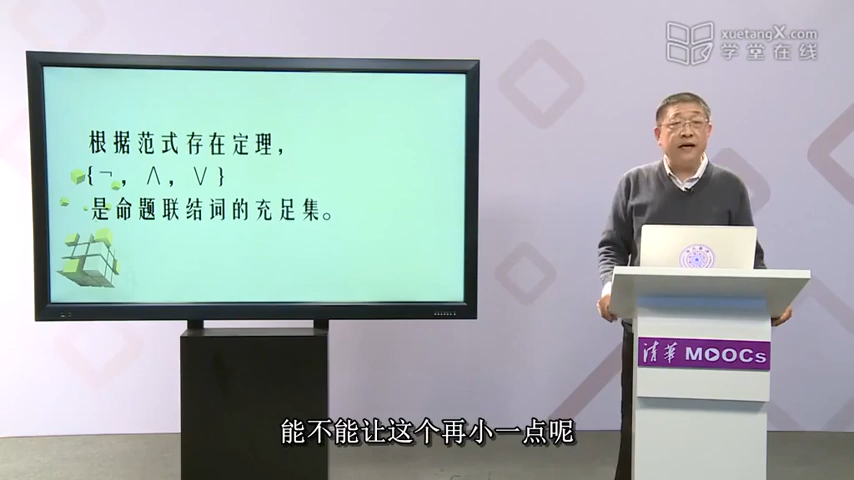 xuetangX.com
学堂在线
根据范式存在定理，
{¬，∧，∨}
是命题联结词的充足集。
清華 MOOCs
能不能让这个再小一点呢